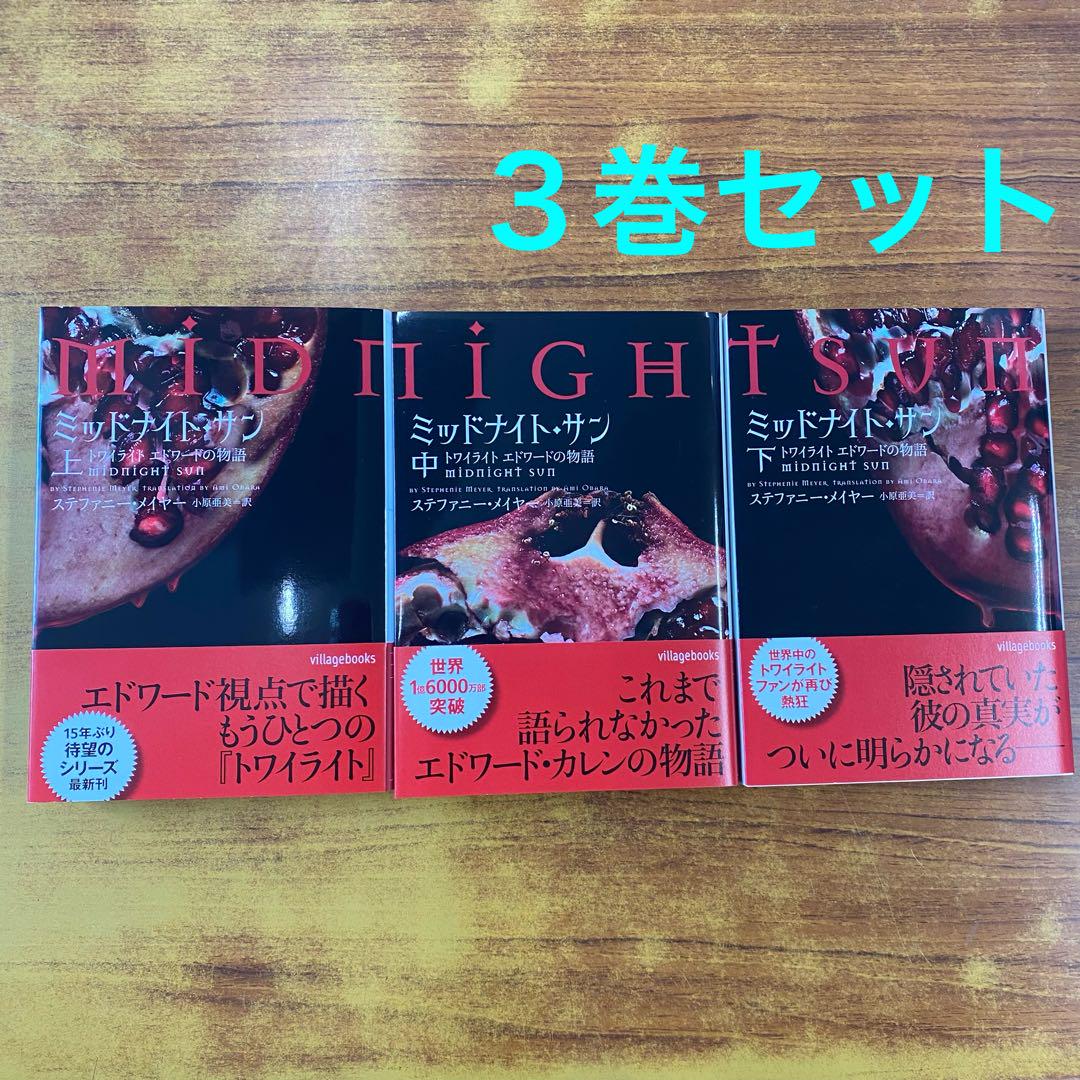 ３巻セット
MIDNIGHT SUN
ミッドナイト・サン
上 トワイライト エドワードの物語
MIDNIGHT SUN
BY STEPHENIE MEYER, TRANSLATION BY AMI OBARA
ステファニー・メイヤー 小原亜美＝訳
villagebooks
エドワード視点で描く
もうひとつの
『トワイライト』
15年ぶり
待望の
シリーズ
最新刊
ミッドナイト・サン
中 トワイライト エドワードの物語
MIDNIGHT SUN
BY STEPHENIE MEYER, TRANSLATION BY AMI OBARA
ステファニー・メイヤー 小原亜美＝訳
villagebooks
世界
1億6000万部
突破
これまで
語られなかった
エドワード・カレンの物語
ミッドナイト・サン
下 トワイライト エドワードの物語
MIDNIGHT SUN
BY STEPHENIE MEYER, TRANSLATION BY AMI OBARA
ステファニー・メイヤー 小原亜美＝訳
villagebooks
世界中の
トワイライト
ファンが再び
熱狂
隠されていた
彼の真実が
ついに明らかになる──